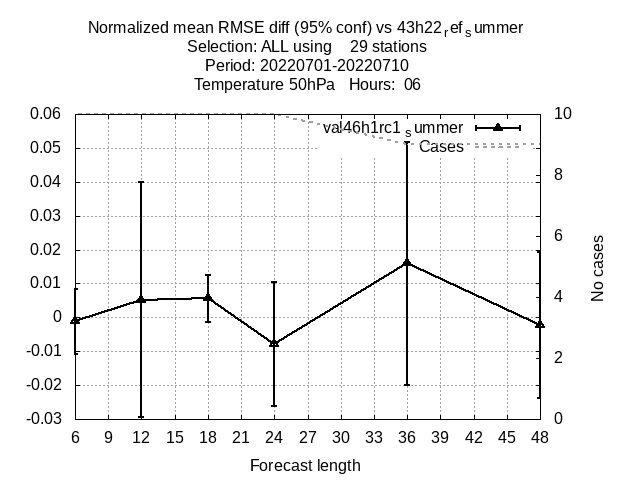 Normalized mean RMSE diff (95% conf) vs 43h22refsummer
Selection: ALL using 29 stations
Period: 20220701-20220710
Temperature 50hPa Hours: 06
0.06
0.05
0.04
0.03
0.02
0.01
0
-0.01
-0.02
-0.03
10
8
6
4
2
0
val46h1rc1summer
Cases
No cases
6 9 12 15 18 21 24 27 30 33 36 39 42 45 48
Forecast length